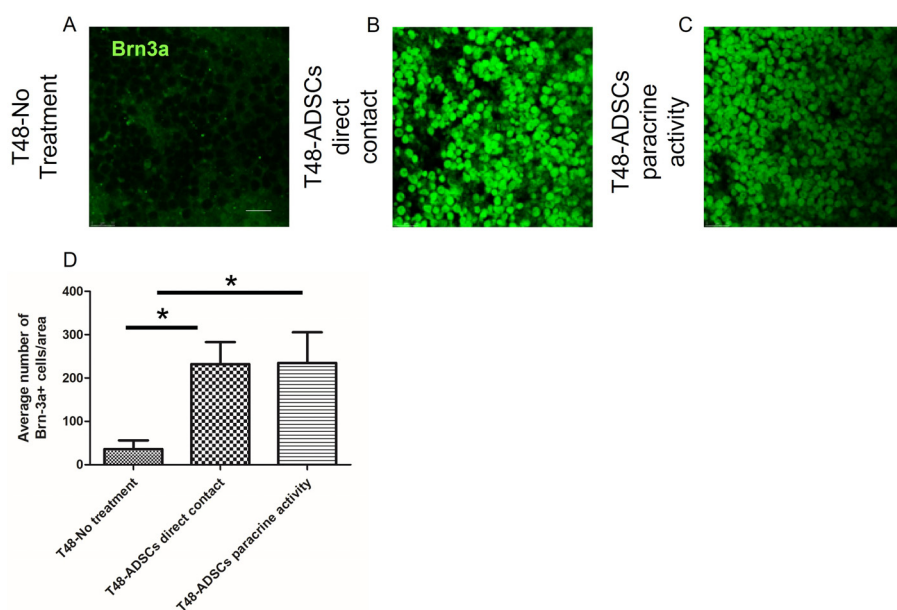 A
Brn3a
T48-No
Treatment
B
T48-ADSCs
direct
contact
C
T48-ADSCs
paracrine
activity
D
*
*
400
300
200
100
0
Average number of
Brn-3a+ cells/area
T48-No treatment
T48-ADSCs direct contact
T48-ADSCs paracrine activity